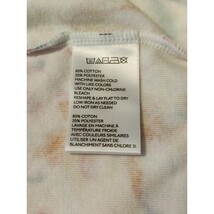 80% COTTON
20% POLYESTER
MACHINE WASH COLD
WITH LIKE COLORS
USE ONLY NON-CHLORINE
BLEACH
RESHAPE & LAY FLAT TO DRY
LOW IRON AS NEEDED
DO NOT DRY CLEAN
80% COTON
20% POLYESTER
LAVAGE EN MACHINE À
TEMPÉRATURE FROIDE
AVEC COULEURS SIMILAIRES
UTILISER UN AGENT DE
BLANCHIMENT SANS CHLORE SI